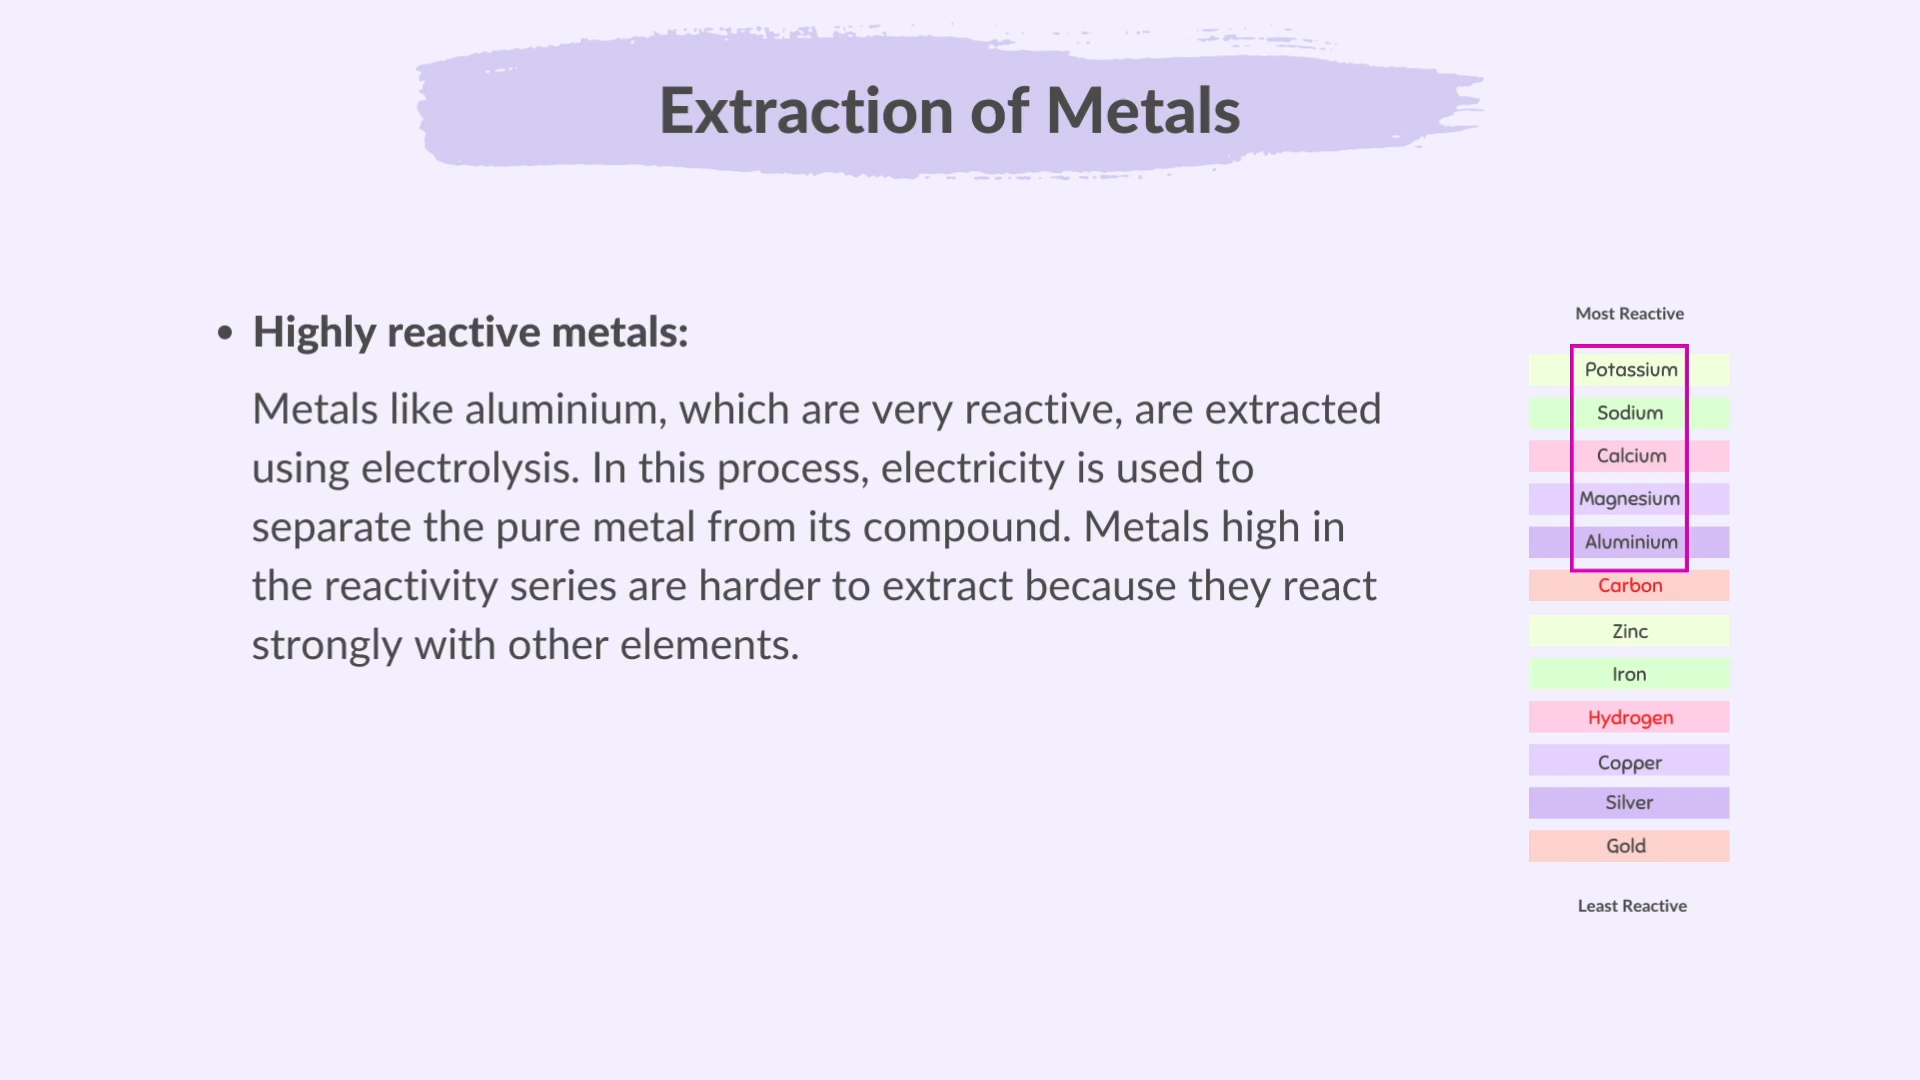 Extraction of Metals
• Highly reactive metals:
Metals like aluminium, which are very reactive, are extracted
using electrolysis. In this process, electricity is used to
separate the pure metal from its compound. Metals high in
the reactivity series are harder to extract because they react
strongly with other elements.
Most Reactive
Potassium
Sodium
Calcium
Magnesium
Aluminium
Carbon
Zinc
Iron
Hydrogen
Copper
Silver
Gold
Least Reactive